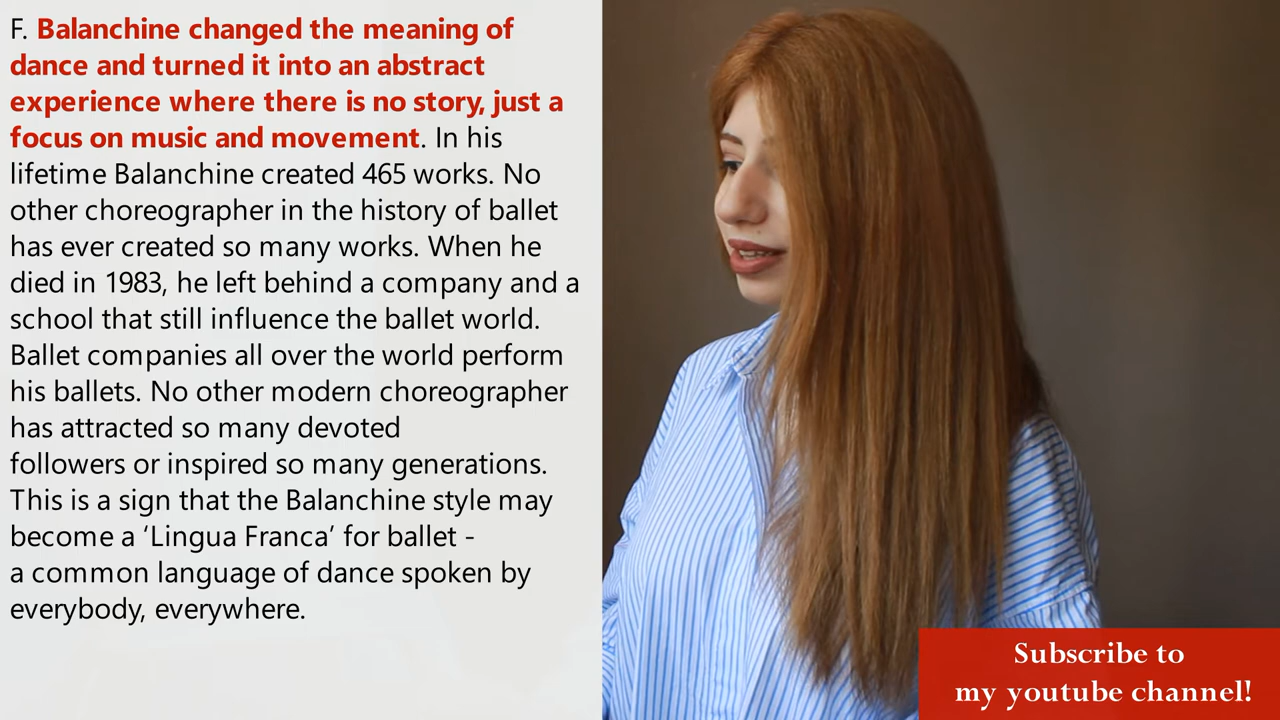 F. Balanchine changed the meaning of
dance and turned it into an abstract
experience where there is no story, just a
focus on music and movement. In his
lifetime Balanchine created 465 works. No
other choreographer in the history of ballet
has ever created so many works. When he
died in 1983, he left behind a company and a
school that still influence the ballet world.
Ballet companies all over the world perform
his ballets. No other modern choreographer
has attracted so many devoted
followers or inspired so many generations.
This is a sign that the Balanchine style may
become a ‘Lingua Franca’ for ballet -
a common language of dance spoken by
everybody, everywhere.
Subscribe to
my youtube channel!